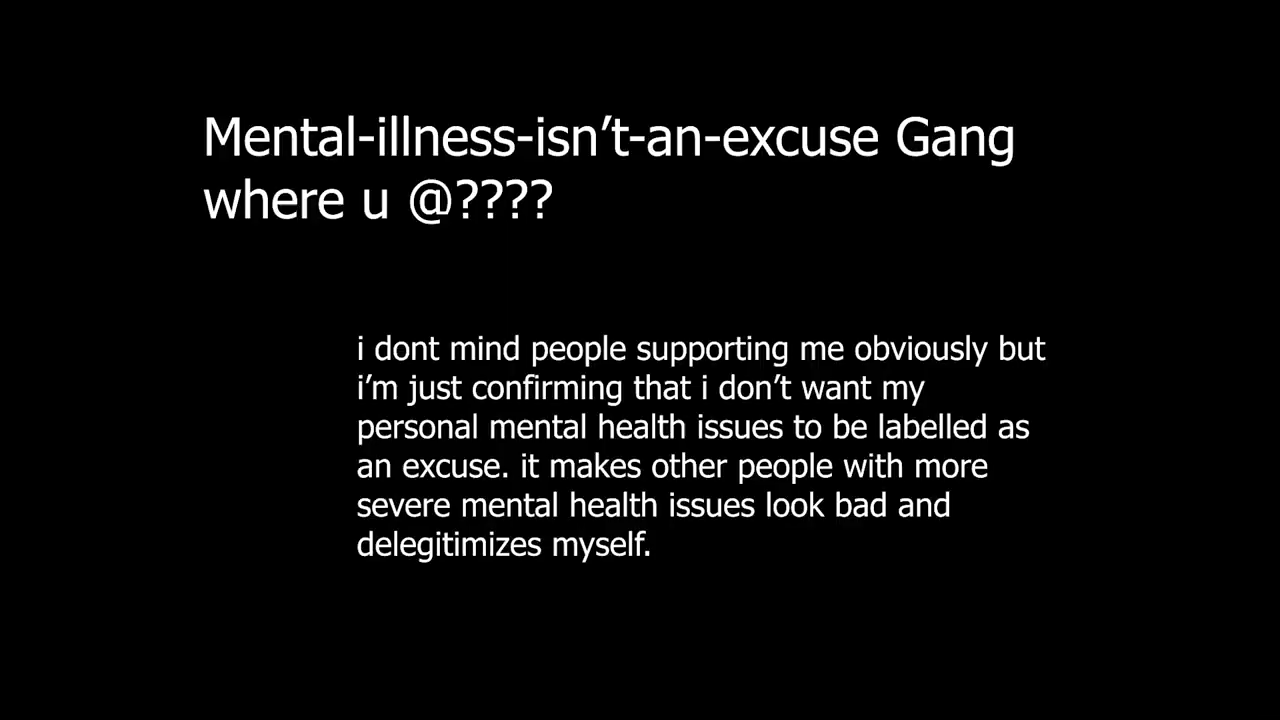 Mental-illness-isn’t-an-excuse Gang
where u @????
i dont mind people supporting me obviously but
i’m just confirming that i don’t want my
personal mental health issues to be labelled as
an excuse. it makes other people with more
severe mental health issues look bad and
delegitimizes myself.